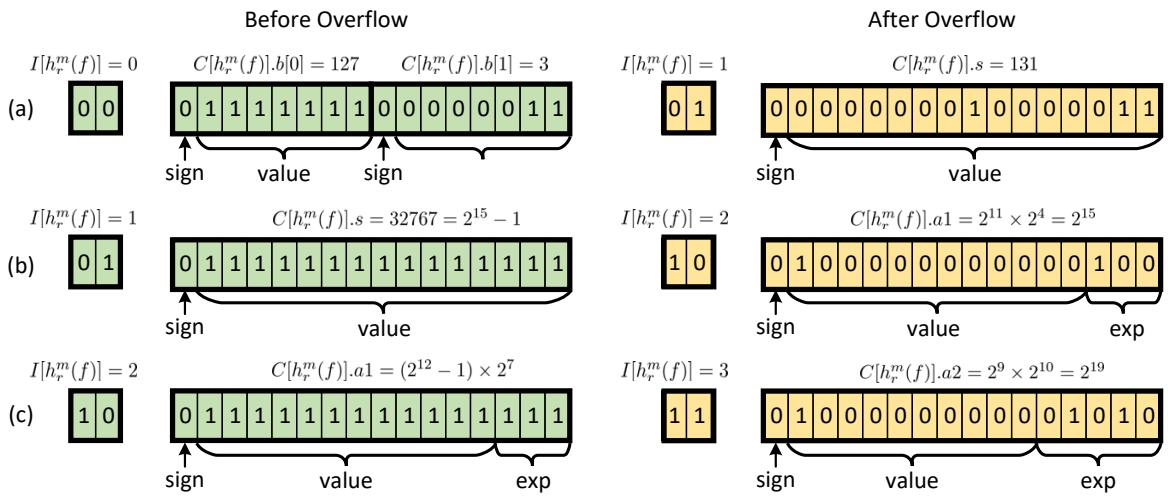 Before Overflow After Overflow
I[h_r^m(f)] = 0 C[h_r^m(f)].b[0] = 127 C[h_r^m(f)].b[1] = 3 I[h_r^m(f)] = 1 C[h_r^m(f)].s = 131
(a) 0 0 0 1 1 1 1 1 1 1 0 0 0 0 0 0 1 1 0 1 0 0 0 0 0 0 0 0 1 0 0 0 0 0 1 1
sign value sign sign value
I[h_r^m(f)] = 1 C[h_r^m(f)].s = 32767 = 2^15 − 1 I[h_r^m(f)] = 2 C[h_r^m(f)].a1 = 2^11 × 2^4 = 2^15
(b) 0 1 0 1 1 1 1 1 1 1 1 1 1 1 1 1 1 1 1 0 0 1 0 0 0 0 0 0 0 0 0 0 0 1 0 0
sign value sign value exp
I[h_r^m(f)] = 2 C[h_r^m(f)].a1 = (2^12 − 1) × 2^7 I[h_r^m(f)] = 3 C[h_r^m(f)].a2 = 2^9 × 2^10 = 2^19
(c) 1 0 0 1 1 1 1 1 1 1 1 1 1 1 1 1 1 1 1 1 0 1 0 0 0 0 0 0 0 0 0 0 1 0 1 0
sign value exp sign value exp